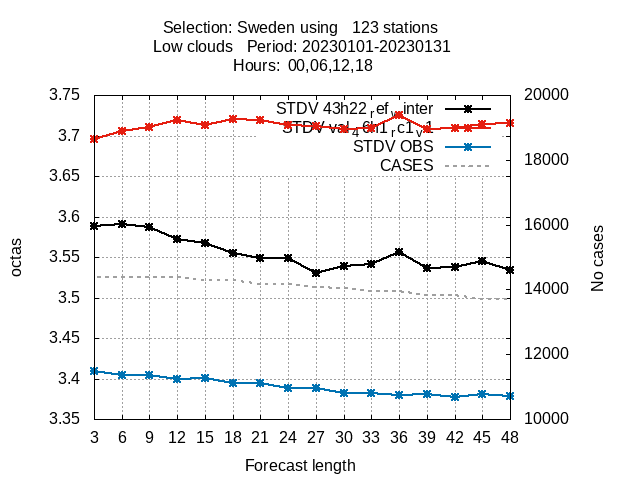 Selection: Sweden using   123 stations
Low clouds   Period: 20230101-20230131
Hours:  00,06,12,18
STDV 43h22_ref_winter
STDV val_46h1_rc1_v1
STDV OBS
CASES
3.75
3.7
3.65
3.6
3.55
3.5
3.45
3.4
3.35
octas
20000
18000
16000
14000
12000
10000
No cases
3 6 9 12 15 18 21 24 27 30 33 36 39 42 45 48
Forecast length